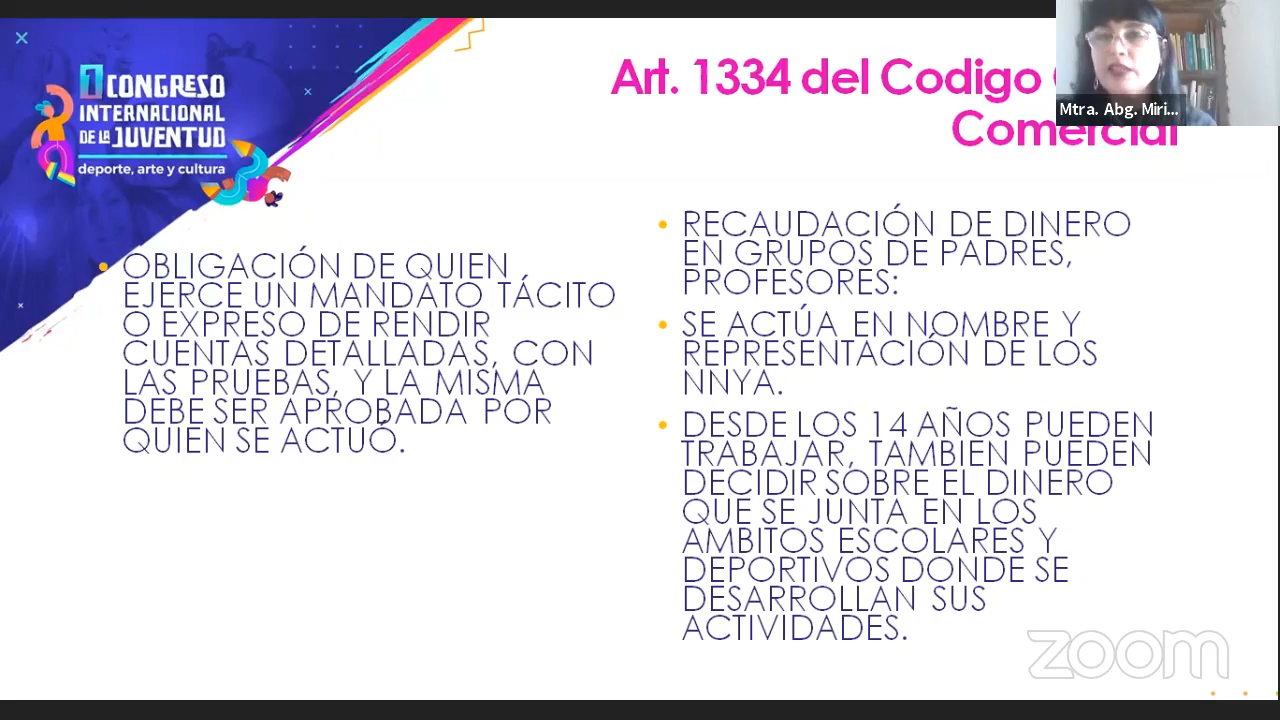 1 CONGRESO
INTERNACIONAL
DE LA JUVENTUD
deporte, arte y cultura
Art. 1334 del Codigo
Comercial
Mtra. Abg. Miri...
OBLIGACIÓN DE QUIEN
EJERCE UN MANDATO TÁCITO
O EXPRESO DE RENDIR
CUENTAS DETALLADAS, CON
LAS PRUEBAS, Y LA MISMA
DEBE SER APROBADA POR
QUIEN SE ACTUÓ.
RECAUDACIÓN DE DINERO
EN GRUPOS DE PADRES,
PROFESORES:
SE ACTÚA EN NOMBRE Y
REPRESENTACIÓN DE LOS
NNYA.
DESDE LOS 14 AÑOS PUEDEN
TRABAJAR, TAMBIEN PUEDEN
DECIDIR SOBRE EL DINERO
QUE SE JUNTA EN LOS
AMBITOS ESCOLARES Y
DEPORTIVOS DONDE SE
DESARROLLAN SUS
ACTIVIDADES.
zoom